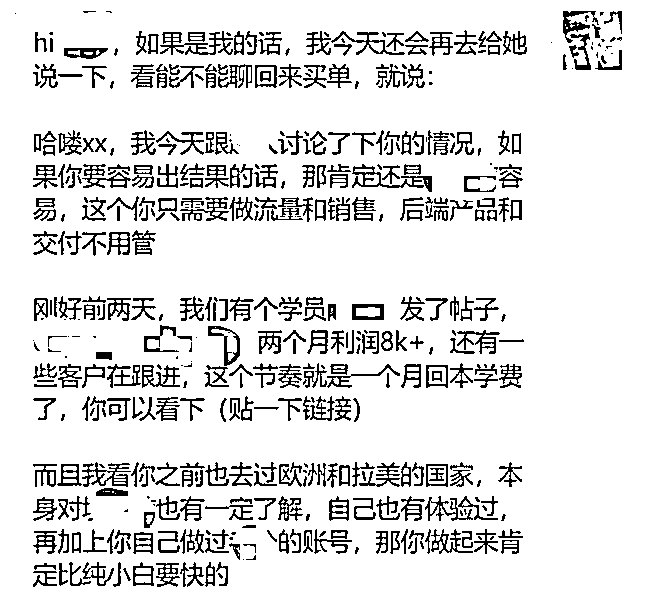 hi ，如果是我的话，我今天还会再去给她
说一下，看能不能聊回来买单，就说：
哈喽xx，我今天跟 讨论了下你的情况，如
果你要容易出结果的话，那肯定还是 容
易，这个你只需要做流量和销售，后端产品和
交付不用管
刚好前两天，我们有个学员 发了帖子，
两个月利润8k+，还有一
些客户在跟进，这个节奏就是一个月回本学费
了，你可以看下（贴一下链接）
而且我看你之前也去过欧洲和拉美的国家，本
身对 也有一定了解，自己也有体验过，
再加上你自己做过 的账号，那你做起来肯
定比纯小白要快的